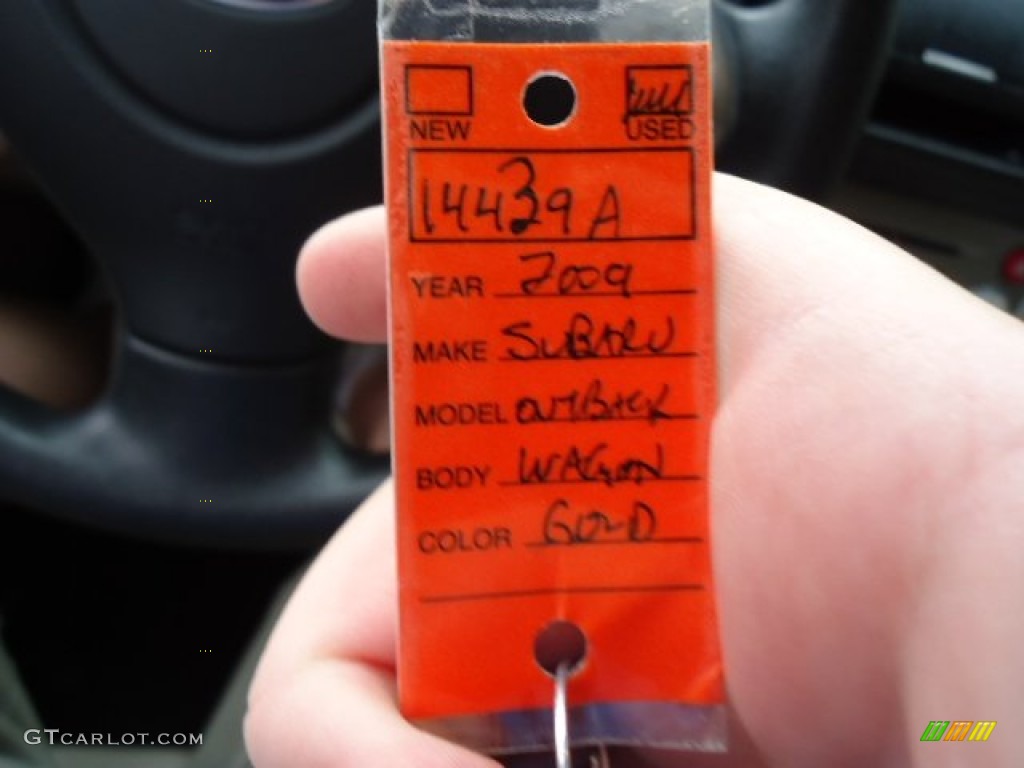 NEW USED
14439A
YEAR 2009
MAKE SUBARU
MODEL OUTBACK
BODY WAGON
COLOR GOLD
GTCARLOT.COM